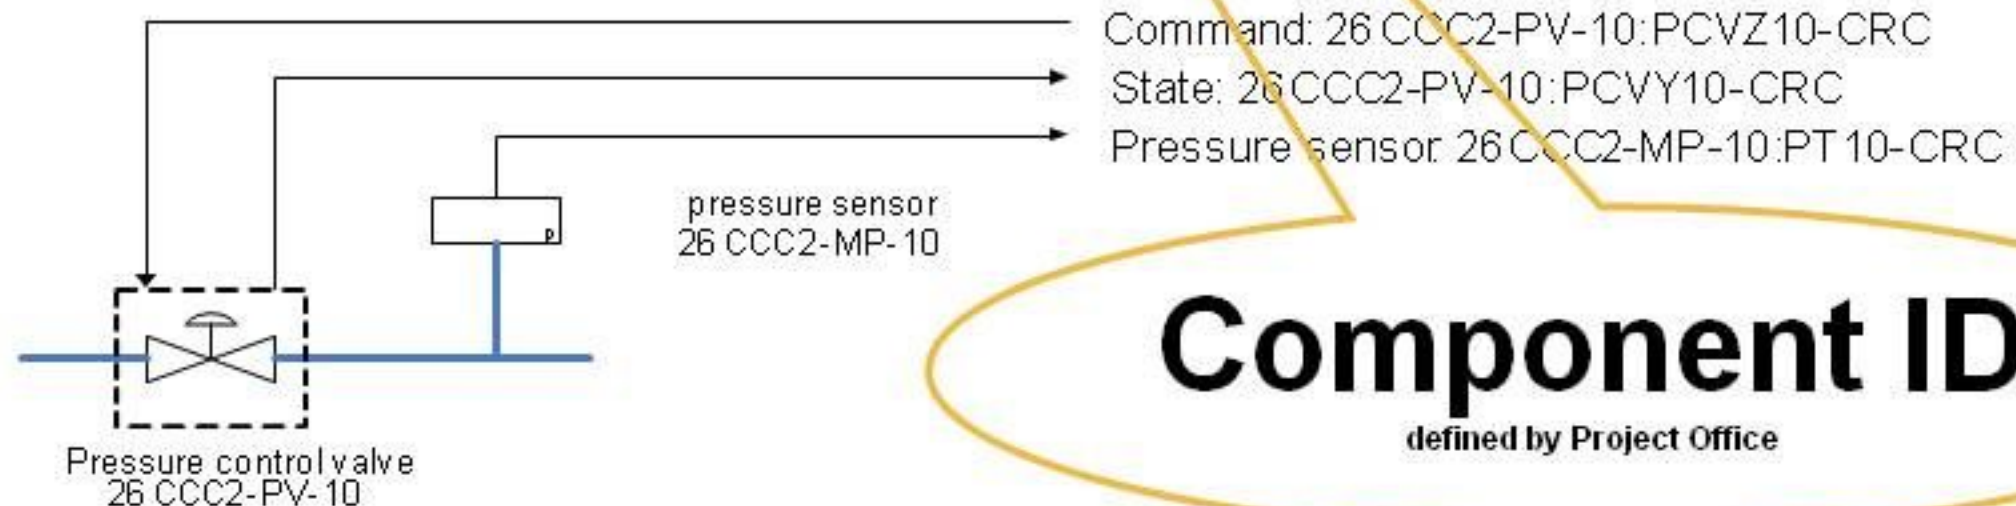 Command: 26 CCC2-PV-10:PCVZ10-CRC
State: 26 CCC2-PV-10:PCVY10-CRC
Pressure sensor: 26 CCC2-MP-10:PT10-CRC
pressure sensor
26 CCC2-MP-10
P
Component ID
defined by Project Office
Pressure control valve
26 CCC2-PV-10